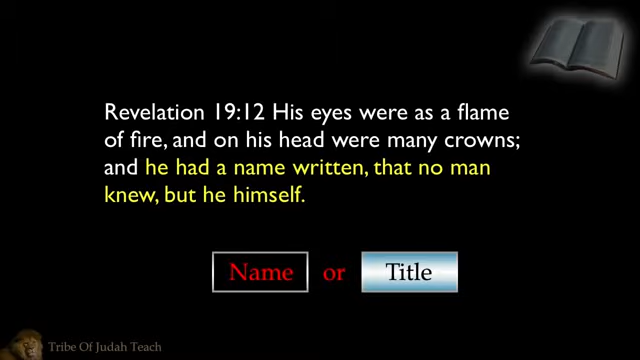 Revelation 19:12 His eyes were as a flame
of fire, and on his head were many crowns;
and he had a name written, that no man
knew, but he himself.
Name or Title
Tribe Of Judah Teach